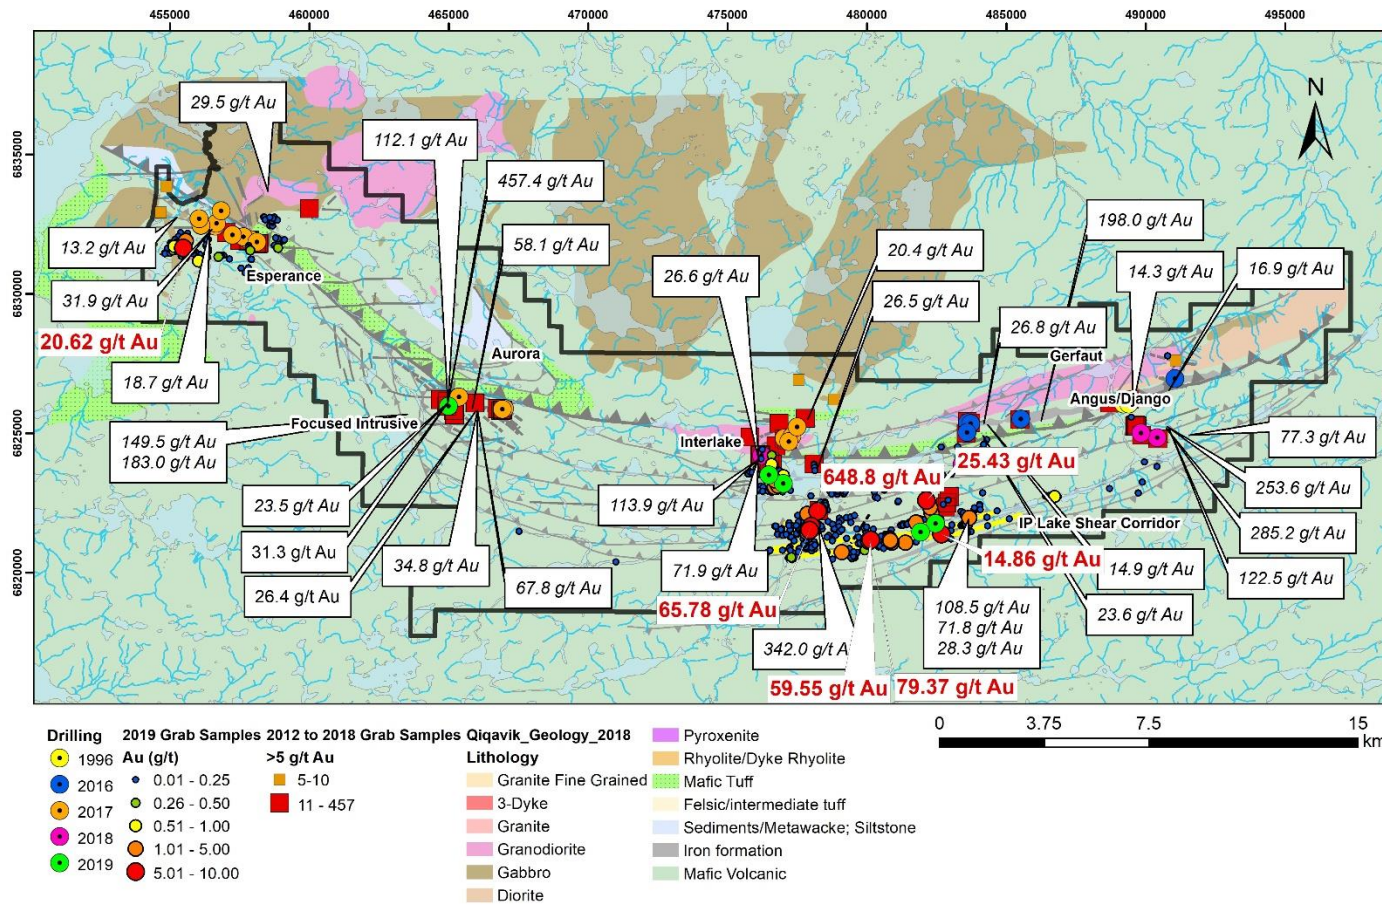 455000
460000
465000
470000
475000
480000
485000
490000
495000
6835000
6830000
6825000
6820000
N
29.5 g/t Au
112.1 g/t Au
457.4 g/t Au
58.1 g/t Au
198.0 g/t Au
20.4 g/t Au
14.3 g/t Au
16.9 g/t Au
26.6 g/t Au
26.5 g/t Au
26.8 g/t Au
13.2 g/t Au
Esperance
31.9 g/t Au
20.62 g/t Au
18.7 g/t Au
Aurora
Gerfaut
Angus/Django
Focused Intrusive
149.5 g/t Au
183.0 g/t Au
Interlake
77.3 g/t Au
648.8 g/t Au
25.43 g/t Au
253.6 g/t Au
23.5 g/t Au
113.9 g/t Au
IP Lake Shear Corridor
285.2 g/t Au
31.3 g/t Au
34.8 g/t Au
14.86 g/t Au
122.5 g/t Au
26.4 g/t Au
67.8 g/t Au
71.9 g/t Au
14.9 g/t Au
65.78 g/t Au
108.5 g/t Au
71.8 g/t Au
28.3 g/t Au
23.6 g/t Au
342.0 g/t A
59.55 g/t Au
79.37 g/t Au
Drilling
1996
2016
2017
2018
2019
2019 Grab Samples
Au (g/t)
0.01 - 0.25
0.26 - 0.50
0.51 - 1.00
1.01 - 5.00
5.01 - 10.00
2012 to 2018 Grab Samples
>5 g/t Au
5-10
11 - 457
Qiqavik_Geology_2018
Lithology
Granite Fine Grained
3-Dyke
Granite
Granodiorite
Gabbro
Diorite
Pyroxenite
Rhyolite/Dyke Rhyolite
Mafic Tuff
Felsic/intermediate tuff
Sediments/Metawacke; Siltstone
Iron formation
Mafic Volcanic
0 3.75 7.5 15
km